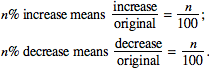 n% increase means increase/original = n/100;
n% decrease means decrease/original = n/100.